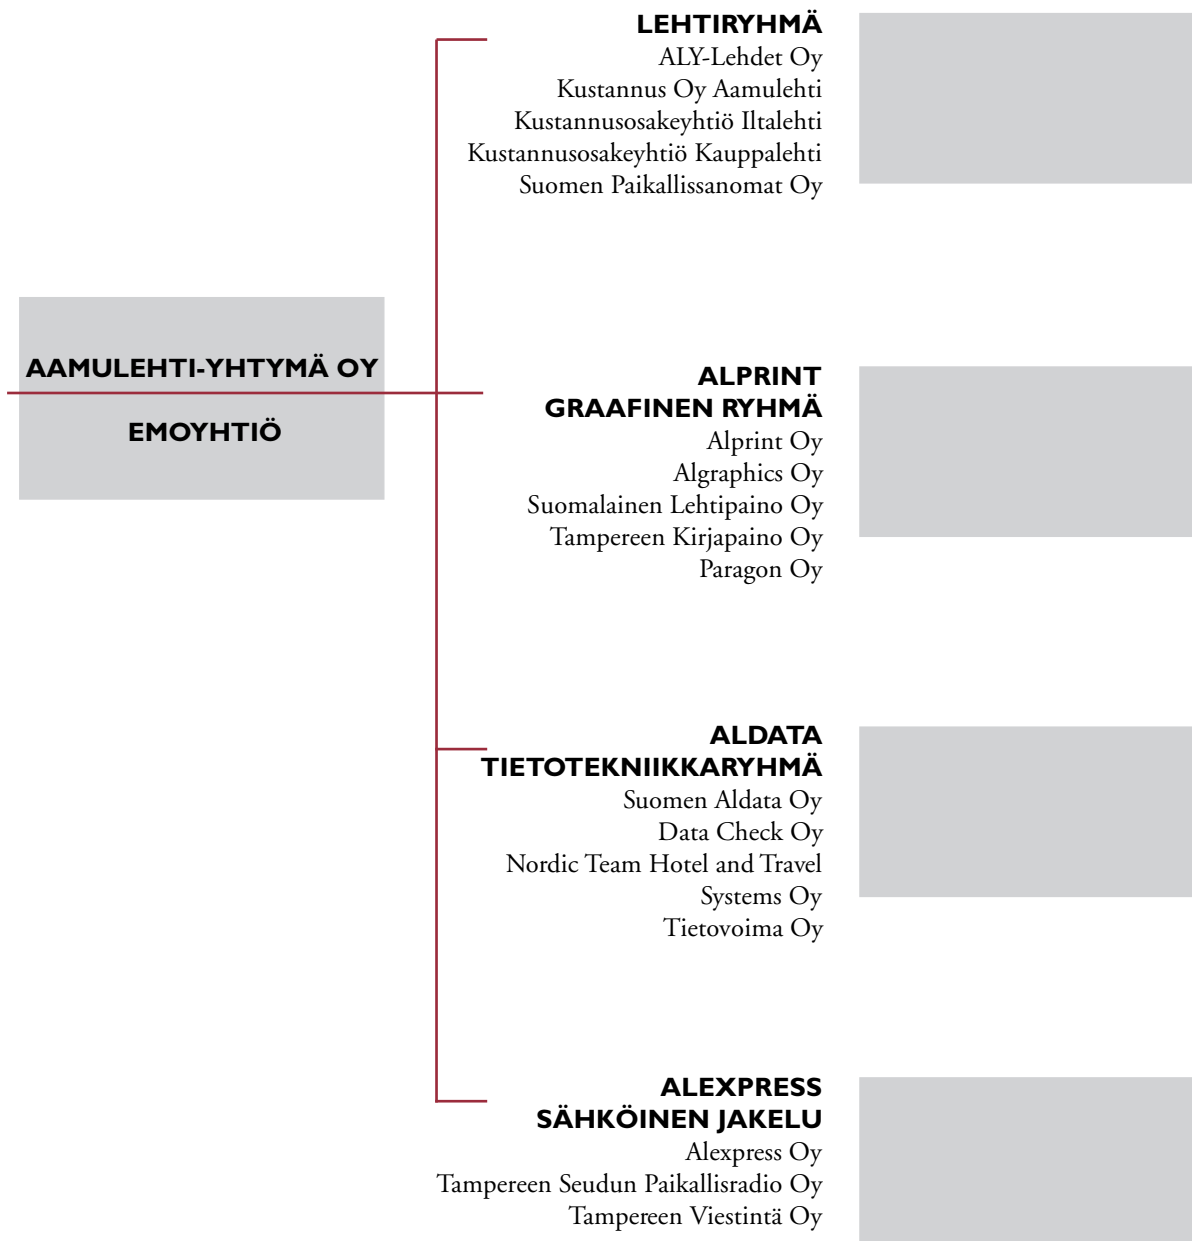 LEHTIRYHMÄ
ALY-Lehdet Oy
Kustannus Oy Aamulehti
Kustannusosakeyhtiö Iltalehti
Kustannusosakeyhtiö Kauppalehti
Suomen Paikallissanomat Oy
AAMULEHTI-YHTYMÄ OY
EMOYHTIÖ
ALPRINT
GRAAFINEN RYHMÄ
Alprint Oy
Algraphics Oy
Suomalainen Lehtipaino Oy
Tampereen Kirjapaino Oy
Paragon Oy
ALDATA
TIETOTEKNIIKKARYHMÄ
Suomen Aldata Oy
Data Check Oy
Nordic Team Hotel and Travel
Systems Oy
Tietovoima Oy
ALEXPRESS
SÄHKÖINEN JAKELU
Alexpress Oy
Tampereen Seudun Paikallisradio Oy
Tampereen Viestintä Oy